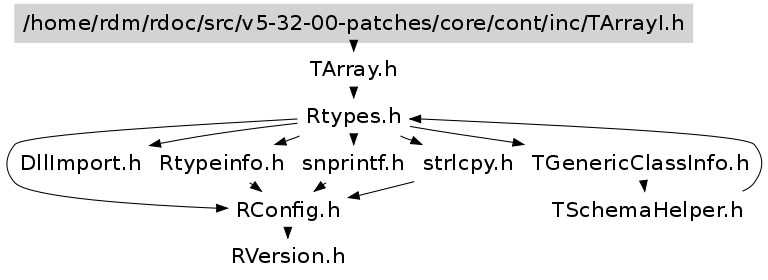 /home/rdm/rdoc/src/v5-32-00-patches/core/cont/inc/TArrayI.h
TArray.h
Rtypes.h
DllImport.h Rtypeinfo.h snprintf.h strlcpy.h TGenericClassInfo.h
RConfig.h TSchemaHelper.h
RVersion.h